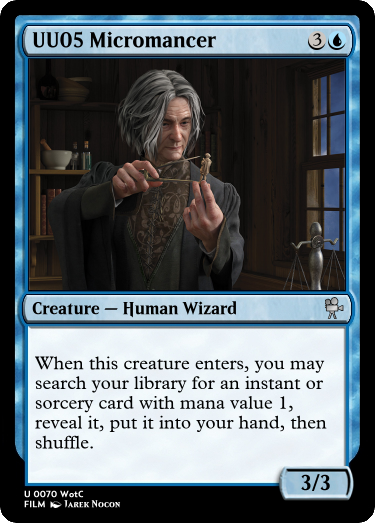 UU05 Micromancer 3
Creature — Human Wizard
When this creature enters, you may
search your library for an instant or
sorcery card with mana value 1,
reveal it, put it into your hand, then
shuffle.
3/3
U 0070 WotC
FILM Jarek Nocon